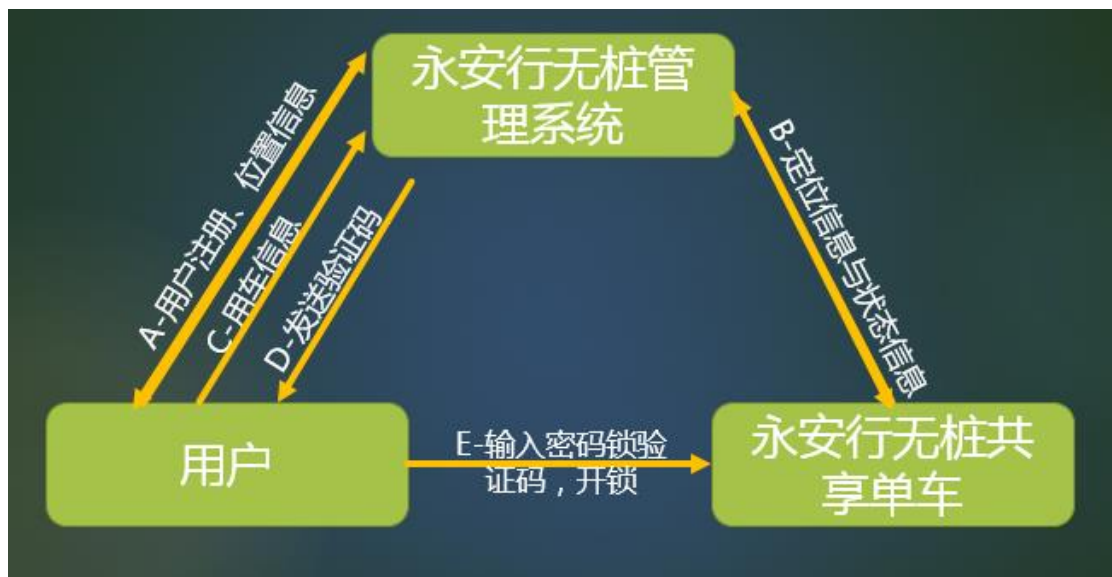 永安行无桩管
理系统
A-用户注册、位置信息
C-用车信息
D-发送验证码
B-定位信息与状态信息
用户
E-输入密码锁验
证码，开锁
永安行无桩共
享单车